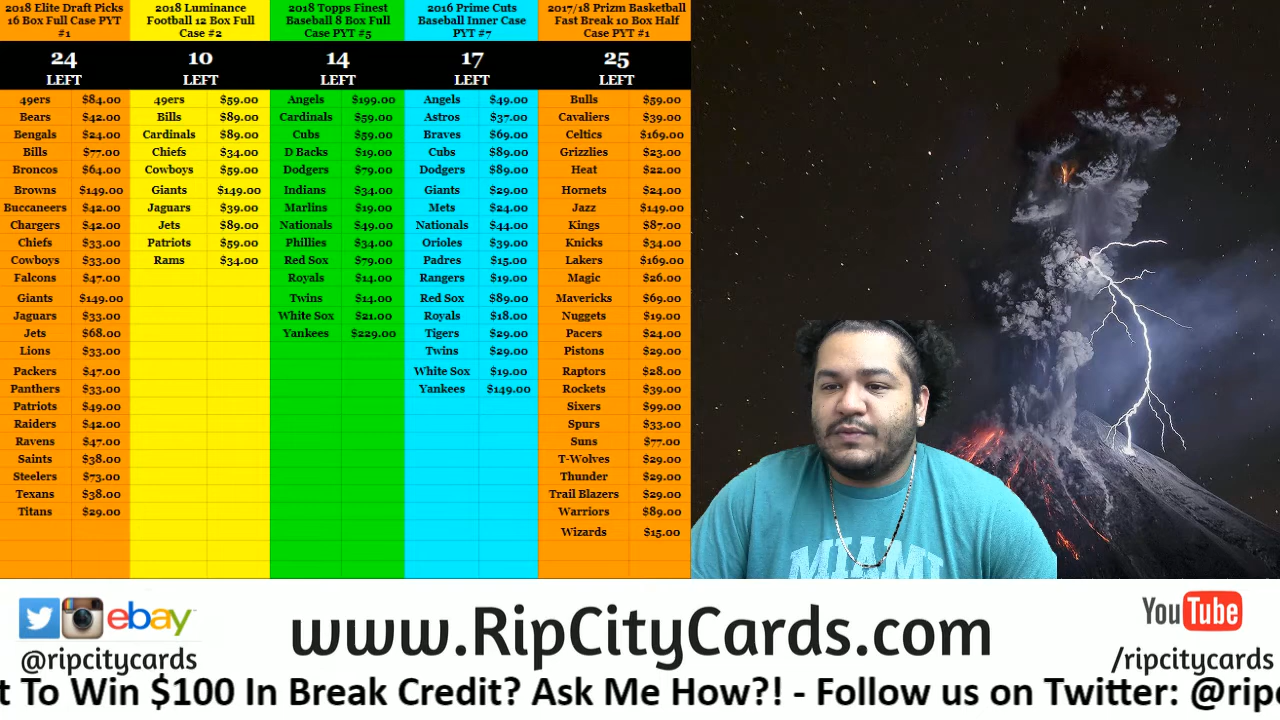 2018 Elite Draft Picks
16 Box Full Case PYT
#1
24
LEFT
49ers $84.00
Bears $42.00
Bengals $24.00
Bills $77.00
Broncos $64.00
Browns $149.00
Buccaneers $42.00
Chargers $42.00
Chiefs $33.00
Cowboys $33.00
Falcons $47.00
Giants $149.00
Jaguars $33.00
Jets $68.00
Lions $33.00
Packers $47.00
Panthers $33.00
Patriots $49.00
Raiders $42.00
Ravens $47.00
Saints $38.00
Steelers $73.00
Texans $38.00
Titans $29.00
2018 Luminance
Football 12 Box Full
Case #2
10
LEFT
49ers $59.00
Bills $89.00
Cardinals $89.00
Chiefs $34.00
Cowboys $59.00
Giants $149.00
Jaguars $39.00
Jets $89.00
Patriots $59.00
Rams $34.00
2018 Topps Finest
Baseball 8 Box Full
Case PYT #5
14
LEFT
Angels $199.00
Cardinals $59.00
Cubs $59.00
D Backs $19.00
Dodgers $79.00
Indians $34.00
Marlins $19.00
Nationals $49.00
Phillies $34.00
Red Sox $79.00
Royals $14.00
Twins $14.00
White Sox $21.00
Yankees $229.00
2016 Prime Cuts
Baseball Inner Case
PYT #7
17
LEFT
Angels $49.00
Astros $37.00
Braves $69.00
Cubs $89.00
Dodgers $89.00
Giants $29.00
Mets $24.00
Nationals $44.00
Orioles $39.00
Padres $15.00
Rangers $19.00
Red Sox $89.00
Royals $18.00
Tigers $29.00
Twins $29.00
White Sox $19.00
Yankees $149.00
2017/18 Prizm Basketball
Fast Break 10 Box Half
Case PYT #1
25
LEFT
Bulls $59.00
Cavaliers $39.00
Celtics $169.00
Grizzlies $23.00
Heat $22.00
Hornets $24.00
Jazz $149.00
Kings $87.00
Knicks $34.00
Lakers $169.00
Magic $26.00
Mavericks $69.00
Nuggets $19.00
Pacers $24.00
Pistons $29.00
Raptors $28.00
Rockets $39.00
Sixers $99.00
Spurs $33.00
Suns $77.00
T-Wolves $29.00
Thunder $29.00
Trail Blazers $29.00
Warriors $89.00
Wizards $15.00
MIAMI
ebay
@ripcitycards
www.RipCityCards.com
YouTube
/ripcitycards
t To Win $100 In Break Credit? Ask Me How?! - Follow us on Twitter: @ripc